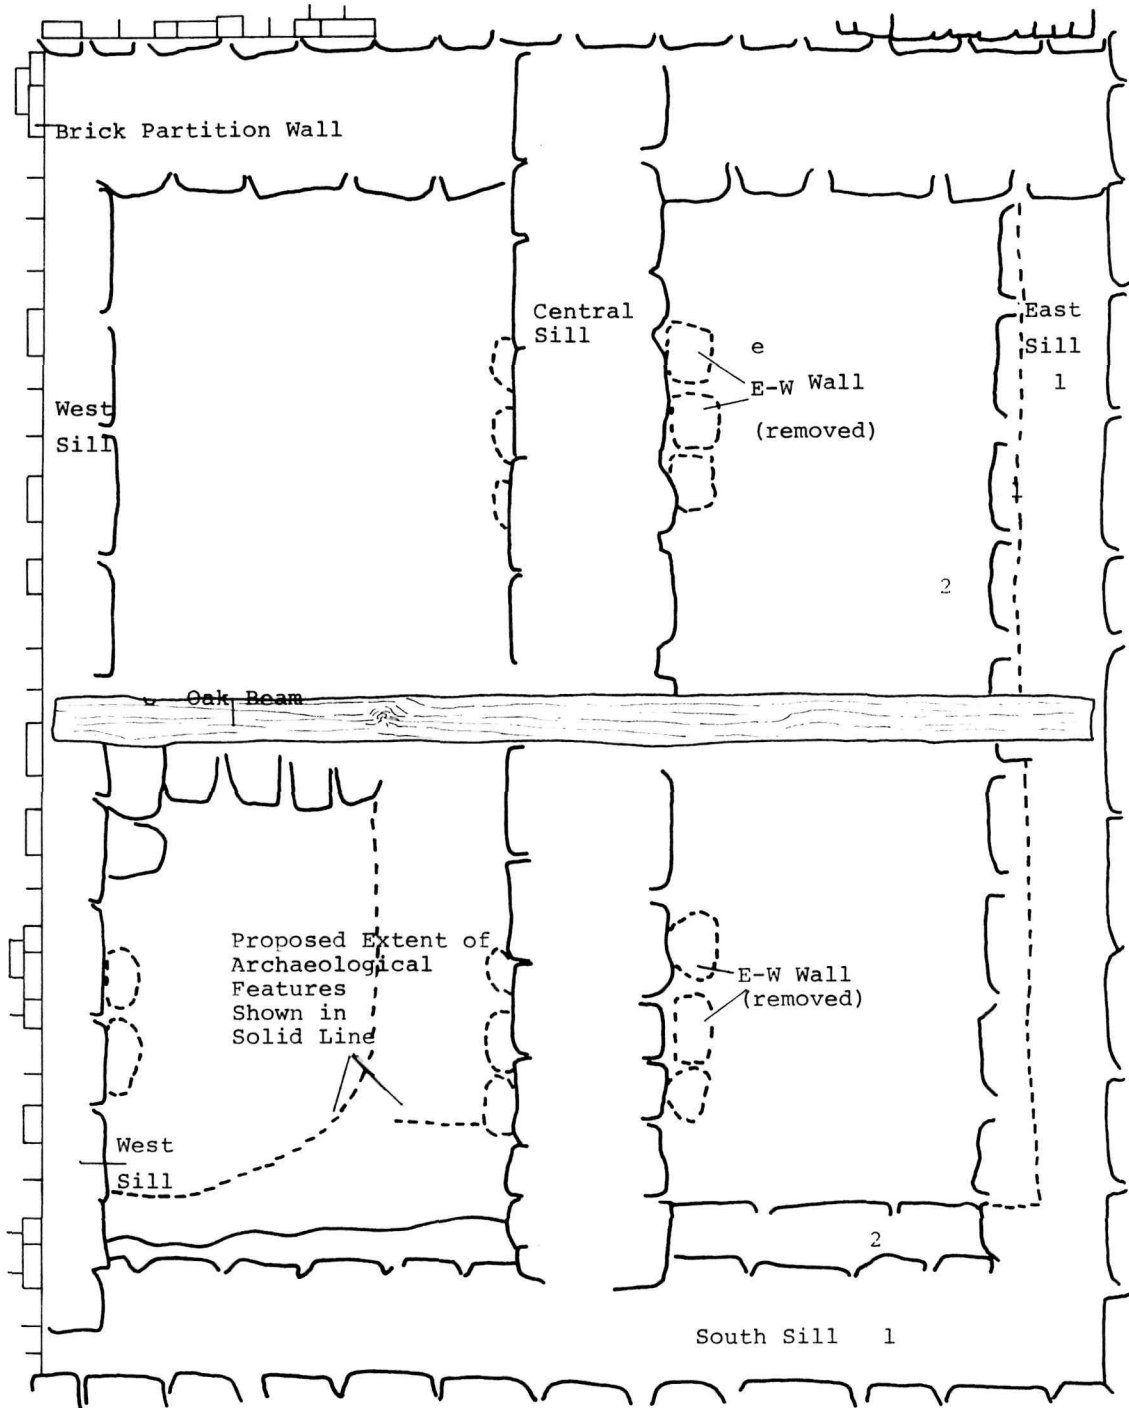 Brick Partition Wall
Central
Sill
East
Sill
1
e
E-W Wall
(removed)
West
Sill
1
2
Oak Beam
Proposed Extent of
Archaeological
Features
Shown in
Solid Line
E-W Wall
(removed)
West
Sill
2
South Sill 1